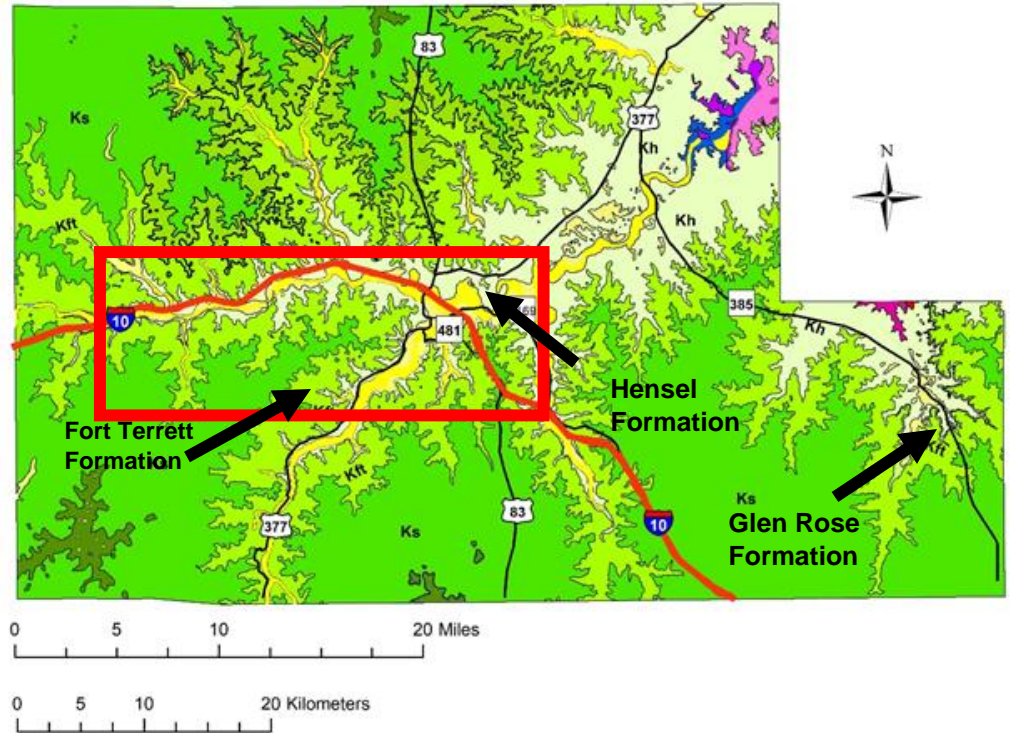 83
Ks
377
Kh
N
Kft
Kh
10
481
385
Kh
Hensel
Formation
Fort Terrett
Formation
Kft
Kft
Ks
Glen Rose
Formation
Ks
377
83
10
0 5 10 20 Miles
0 5 10 20 Kilometers